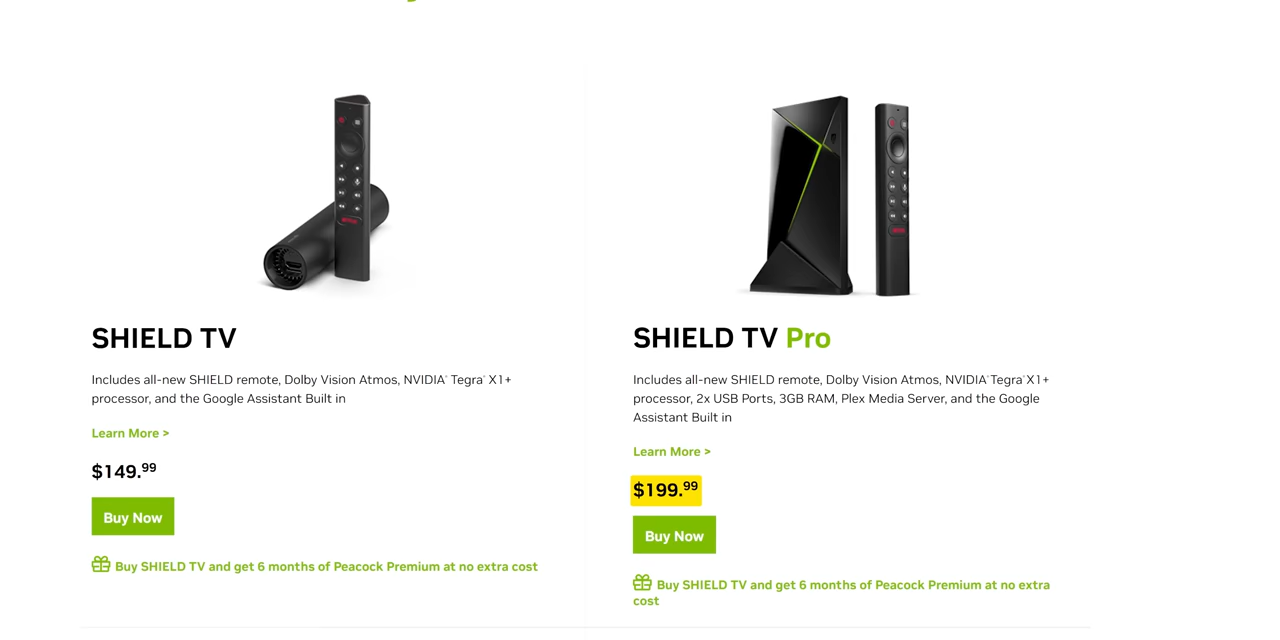 SHIELD TV
Includes all-new SHIELD remote, Dolby Vision Atmos, NVIDIA® Tegra® X1+
processor, and the Google Assistant Built in
Learn More >
$149.99
Buy Now
Buy SHIELD TV and get 6 months of Peacock Premium at no extra cost
SHIELD TV Pro
Includes all-new SHIELD remote, Dolby Vision Atmos, NVIDIA® Tegra® X1+
processor, 2x USB Ports, 3GB RAM, Plex Media Server, and the Google
Assistant Built in
Learn More >
$199.99
Buy Now
Buy SHIELD TV and get 6 months of Peacock Premium at no extra
cost